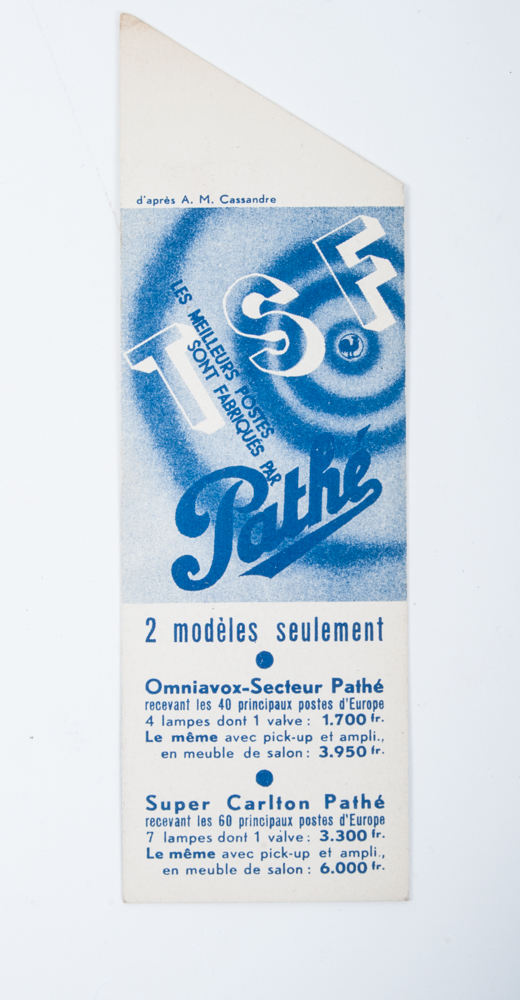 d'après A. M. Cassandre
TSF
LES MEILLEURS POSTES
SONT FABRIQUÉS PAR
Pathé
2 modèles seulement
Omniavox-Secteur Pathé
recevant les 40 principaux postes d'Europe
4 lampes dont 1 valve : 1.700 fr.
Le même avec pick-up et ampli.,
en meuble de salon : 3.950 fr.
Super Carlton Pathé
recevant les 60 principaux postes d'Europe
7 lampes dont 1 valve : 3.300 fr.
Le même avec pick-up et ampli.,
en meuble de salon : 6.000 fr.